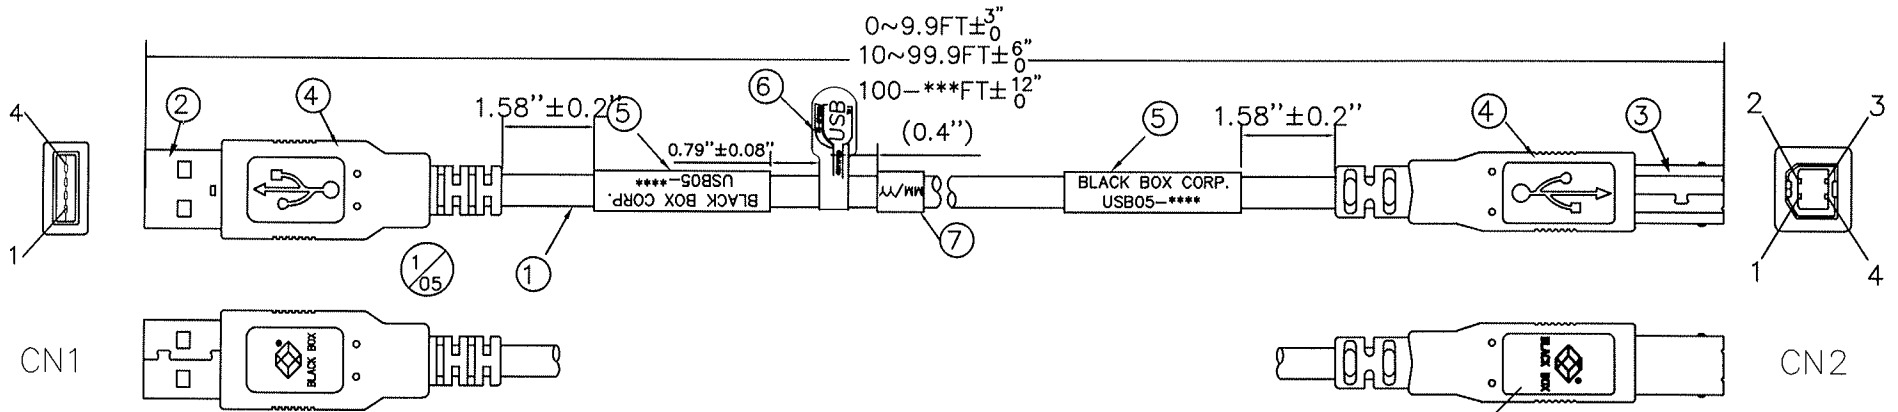 0~9.9FT±3"/0
10~99.9FT±6"/0
100-***FT±12"/0
2
4
1.58"±0.2"
5
6
USB
(0.4")
5
1.58"±0.2"
4
3
4
1
0.79"±0.08"
BLACK BOX CORP.
USB05-****
MM/YY
BLACK BOX CORP.
USB05-****
2
3
1
4
1/05
1
7
CN1
BLACK BOX
BLACK BOX
CN2